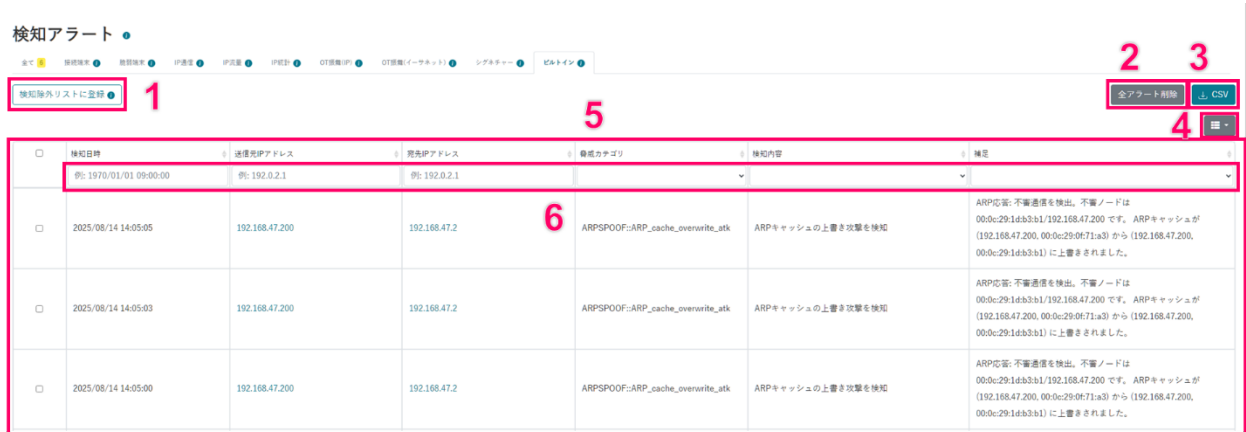 検知アラート
全て 8 接続端末 脆弱端末 IP通信 IP流量 IP統計 OT振舞(IP) OT振舞(イーサネット) シグネチャー ビルトイン
検知除外リストに登録
1
2
3
全アラート削除 CSV
4
5
検知日時 送信元IPアドレス 宛先IPアドレス 脅威カテゴリ 検知内容 補足
例: 1970/01/01 09:00:00 例: 192.0.2.1 例: 192.0.2.1
6
2025/08/14 14:05:05 192.168.47.200 192.168.47.2 ARPSPOOF::ARP_cache_overwrite_atk ARPキャッシュの上書き攻撃を検知
ARP応答: 不審通信を検出。不審ノードは
00:0c:29:1d:b3:b1/192.168.47.200 です。 ARPキャッシュが
(192.168.47.200, 00:0c:29:0f:71:a3) から (192.168.47.200,
00:0c:29:1d:b3:b1) に上書きされました。
2025/08/14 14:05:03 192.168.47.200 192.168.47.2 ARPSPOOF::ARP_cache_overwrite_atk ARPキャッシュの上書き攻撃を検知
ARP応答: 不審通信を検出。不審ノードは
00:0c:29:1d:b3:b1/192.168.47.200 です。 ARPキャッシュが
(192.168.47.200, 00:0c:29:0f:71:a3) から (192.168.47.200,
00:0c:29:1d:b3:b1) に上書きされました。
2025/08/14 14:05:00 192.168.47.200 192.168.47.2 ARPSPOOF::ARP_cache_overwrite_atk ARPキャッシュの上書き攻撃を検知
ARP応答: 不審通信を検出。不審ノードは
00:0c:29:1d:b3:b1/192.168.47.200 です。 ARPキャッシュが
(192.168.47.200, 00:0c:29:0f:71:a3) から (192.168.47.200,
00:0c:29:1d:b3:b1) に上書きされました。